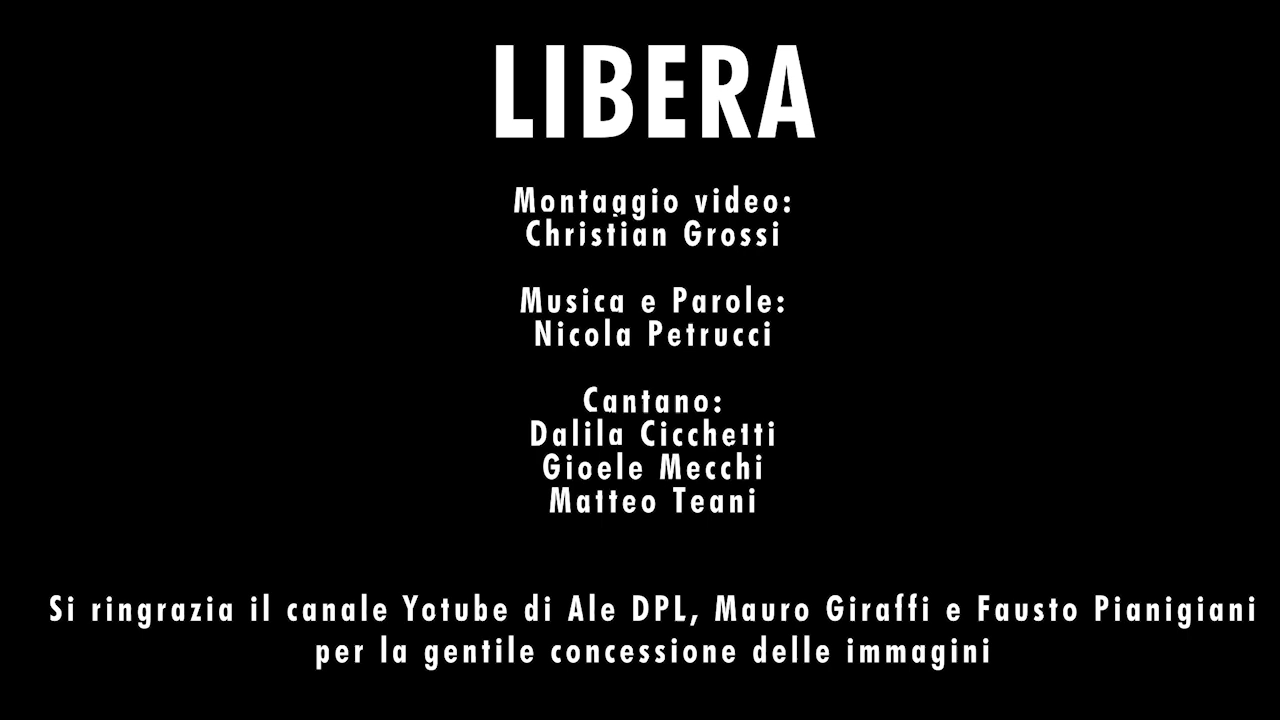 LIBERA
Montaggio video:
Christian Grossi
Musica e Parole:
Nicola Petrucci
Cantano:
Dalila Cicchetti
Gioele Mecchi
Matteo Teani
Si ringrazia il canale Yotube di Ale DPL, Mauro Giraffi e Fausto Pianigiani
per la gentile concessione delle immagini